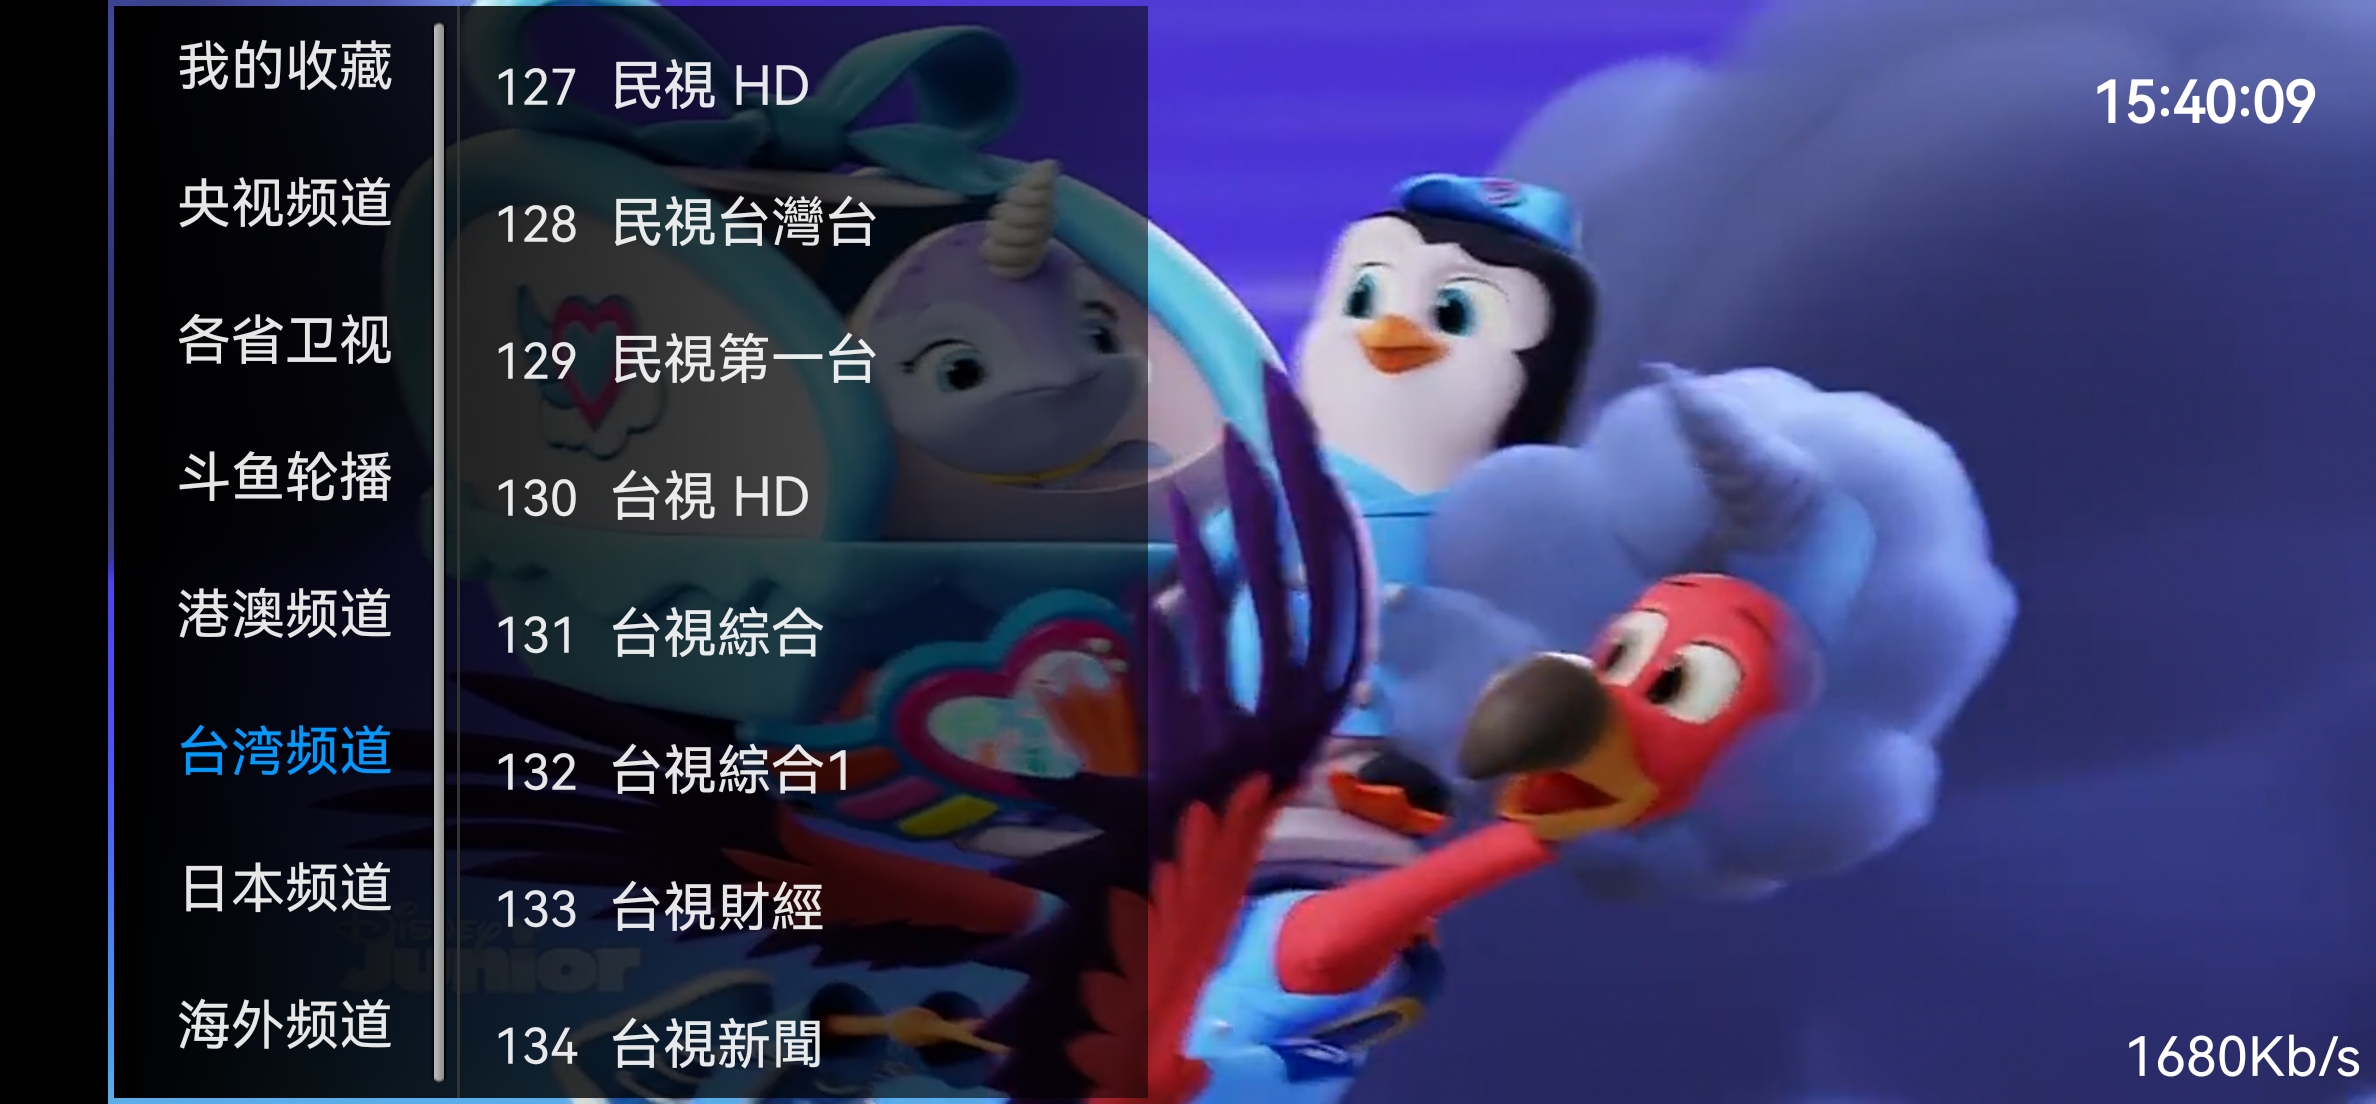 我的收藏
央视频道
各省卫视
斗鱼轮播
港澳频道
台湾频道
日本频道
海外频道
127 民視 HD
128 民視台灣台
129 民視第一台
130 台視 HD
131 台視綜合
132 台視綜合1
133 台視財經
134 台視新聞
Disney
Junior
15:40:09
1680Kb/s